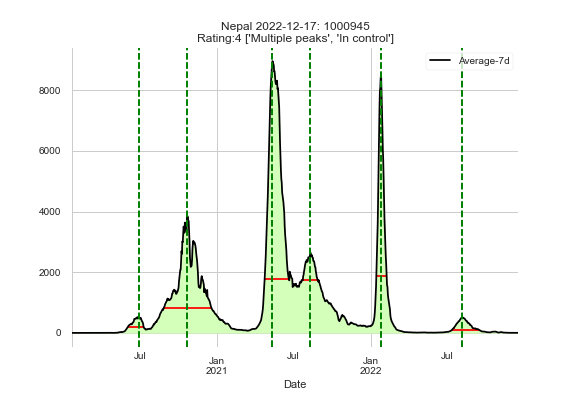 Nepal 2022-12-17: 1000945
Rating:4 ['Multiple peaks', 'In control']
Average-7d
8000
6000
4000
2000
0
Jul
Jan
2021
Jul
Jan
2022
Jul
Date